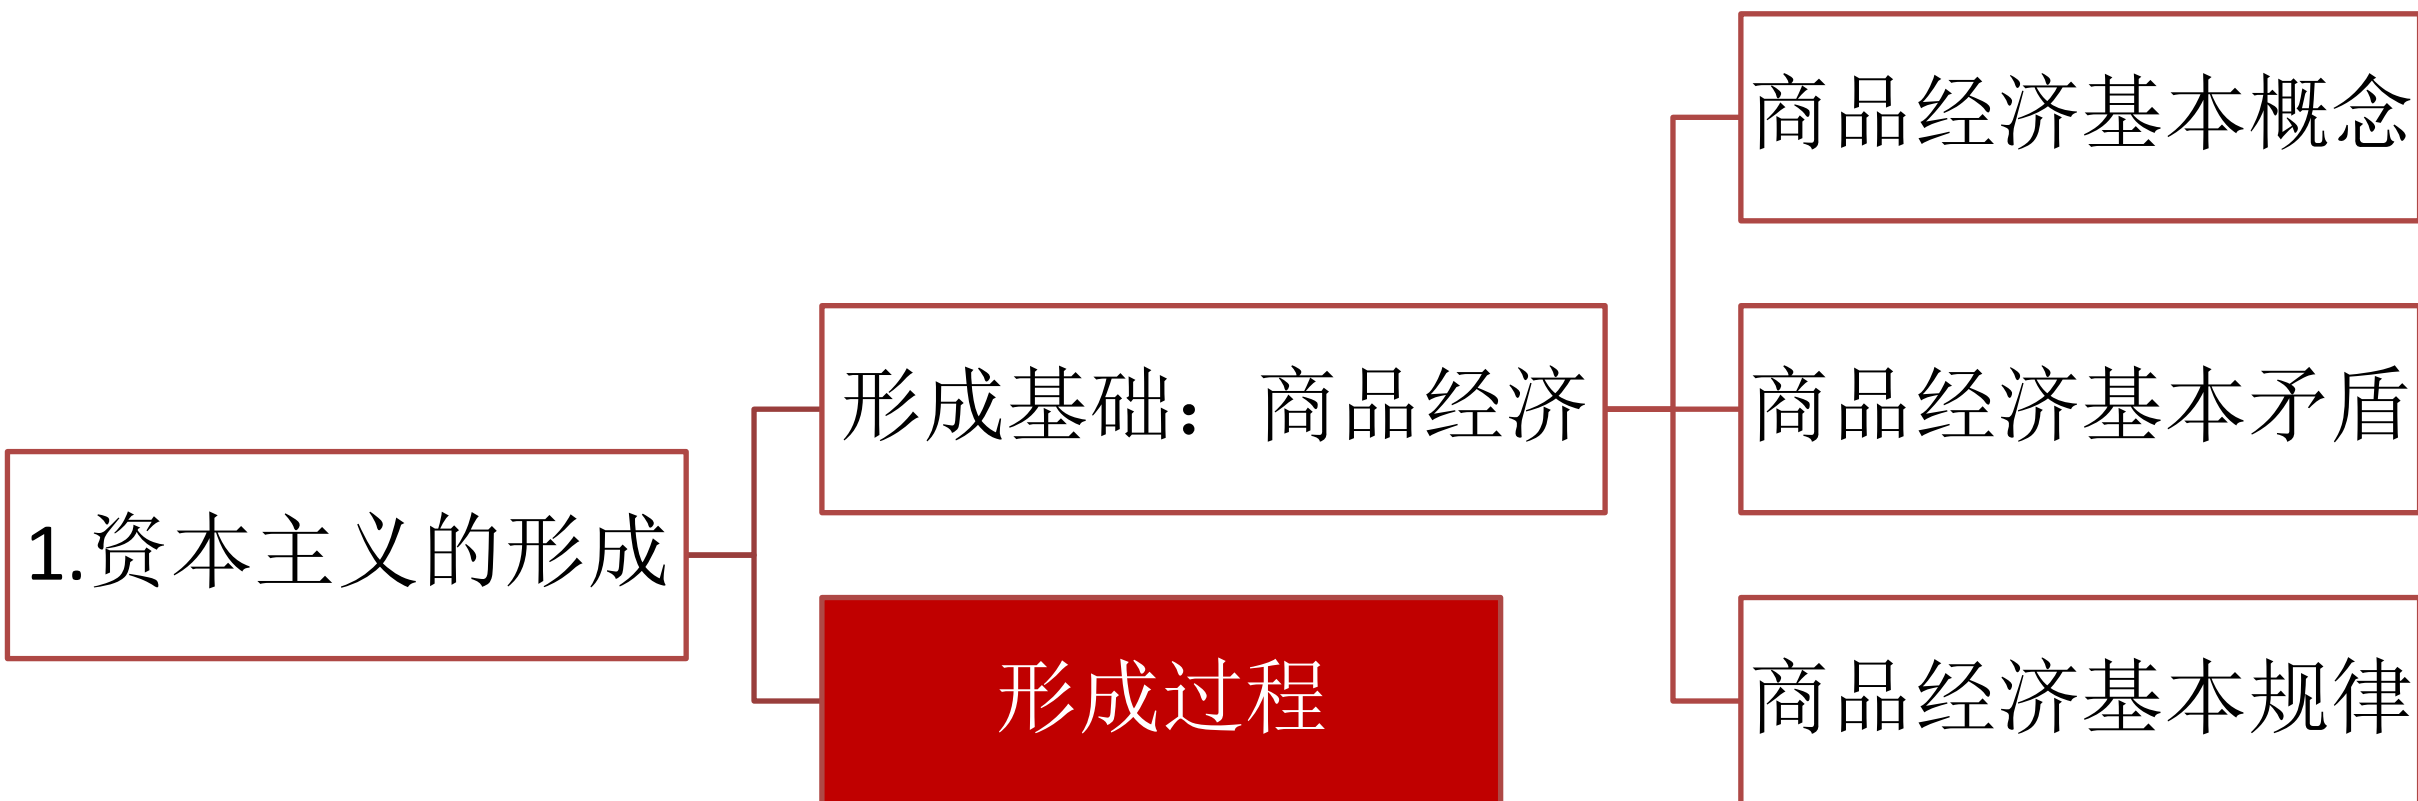 商品经济基本概念
形成基础：商品经济
商品经济基本矛盾
1.资本主义的形成
形成过程
商品经济基本规律